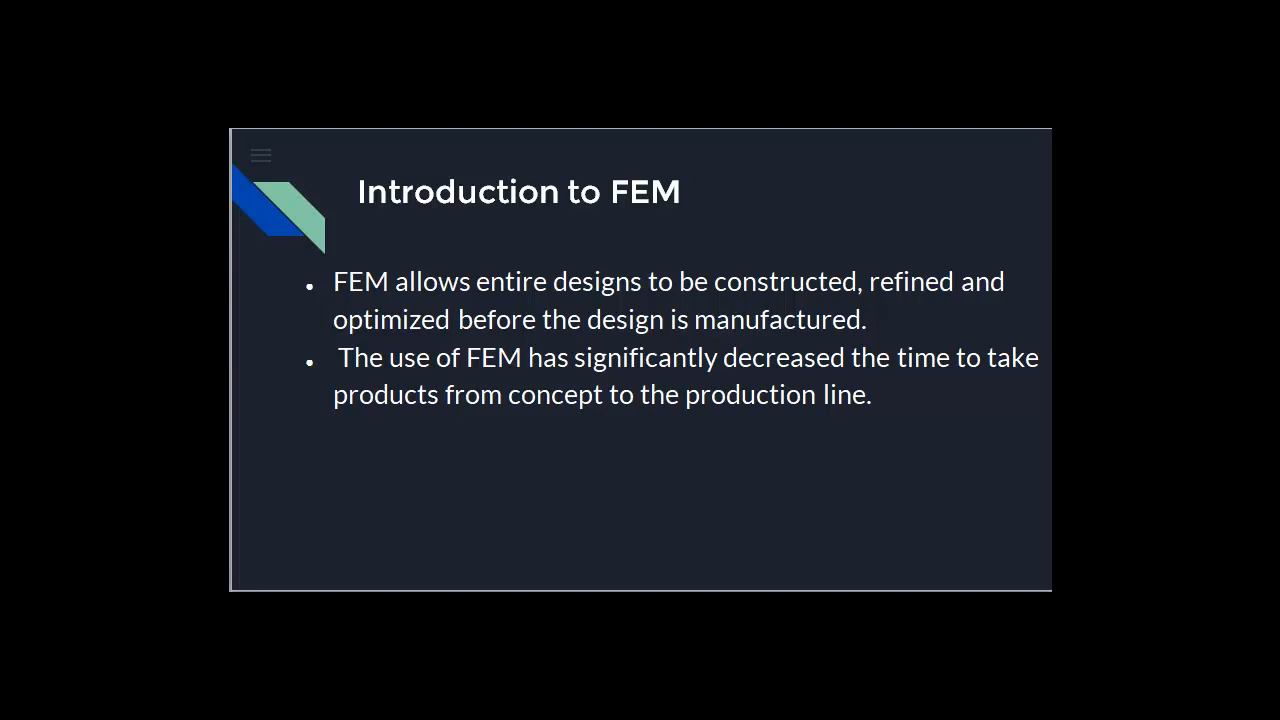 Introduction to FEM
• FEM allows entire designs to be constructed, refined and
optimized before the design is manufactured.
• The use of FEM has significantly decreased the time to take
products from concept to the production line.